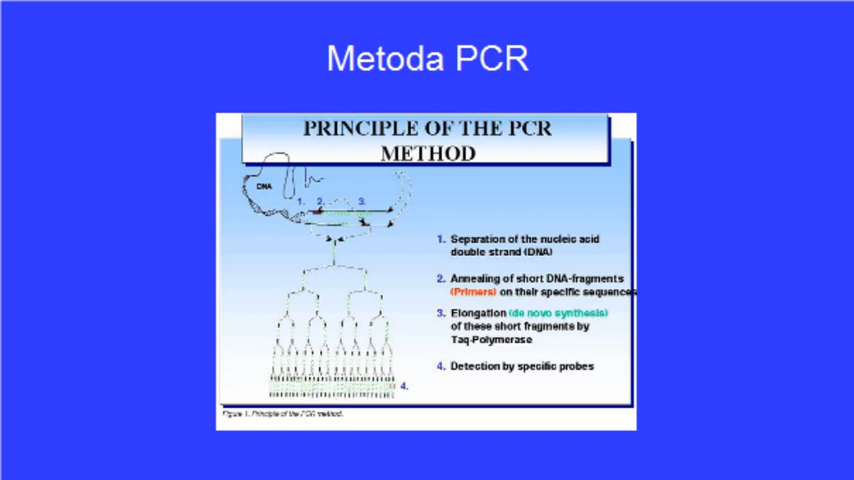 Metoda PCR
PRINCIPLE OF THE PCR
METHOD
DNA
1. 2. 3.
1. Separation of the nucleic acid
double strand (DNA)
2. Annealing of short DNA-fragments
(Primers) on their specific sequences
3. Elongation (de novo synthesis)
of these short fragments by
Taq-Polymerase
4. Detection by specific probes
4.
Figure 1. Principle of the PCR method.